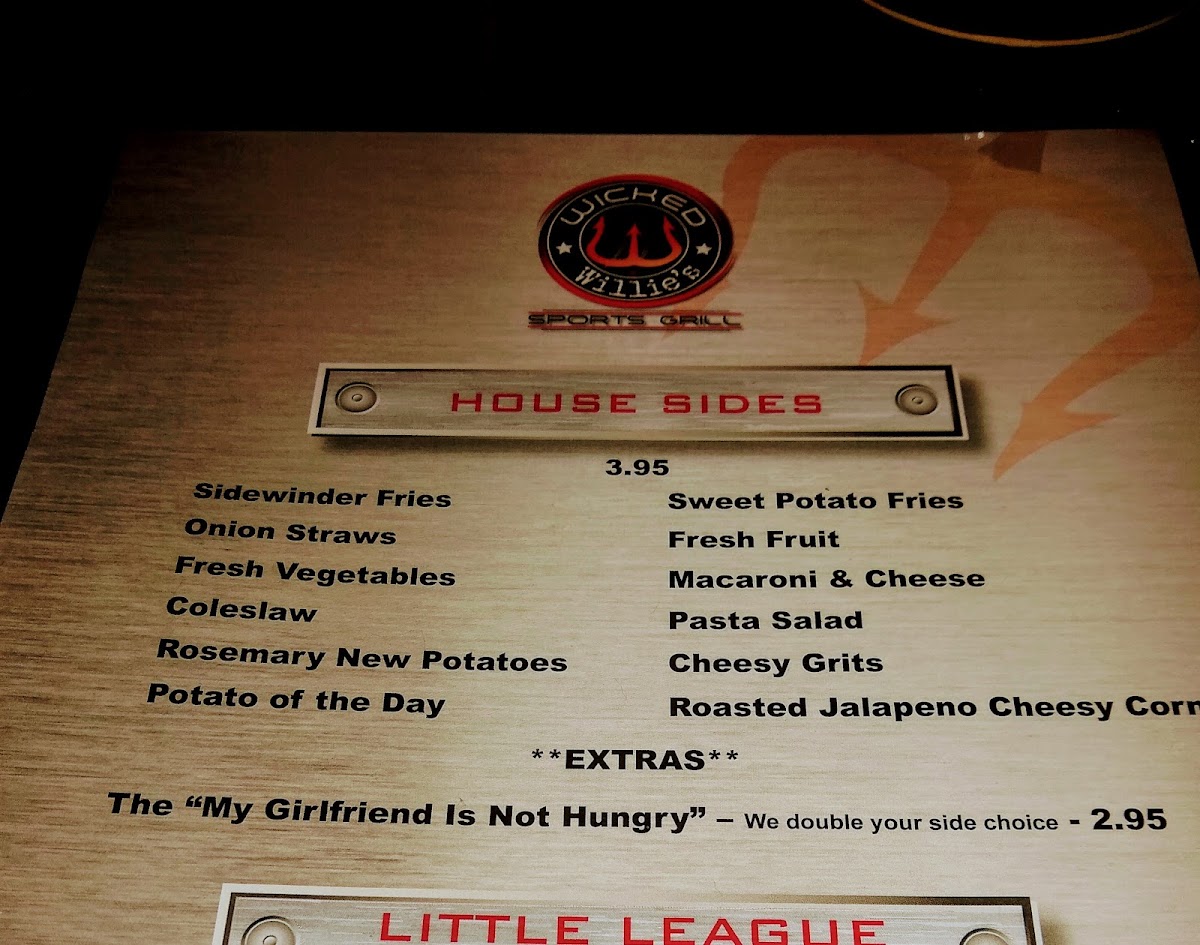 WICKED
Willie's
SPORTS GRILL
HOUSE SIDES
3.95
Sidewinder Fries
Onion Straws
Fresh Vegetables
Coleslaw
Rosemary New Potatoes
Potato of the Day
Sweet Potato Fries
Fresh Fruit
Macaroni & Cheese
Pasta Salad
Cheesy Grits
Roasted Jalapeno Cheesy Corn
**EXTRAS**
The “My Girlfriend Is Not Hungry” – We double your side choice - 2.95
LITTLE LEAGUE